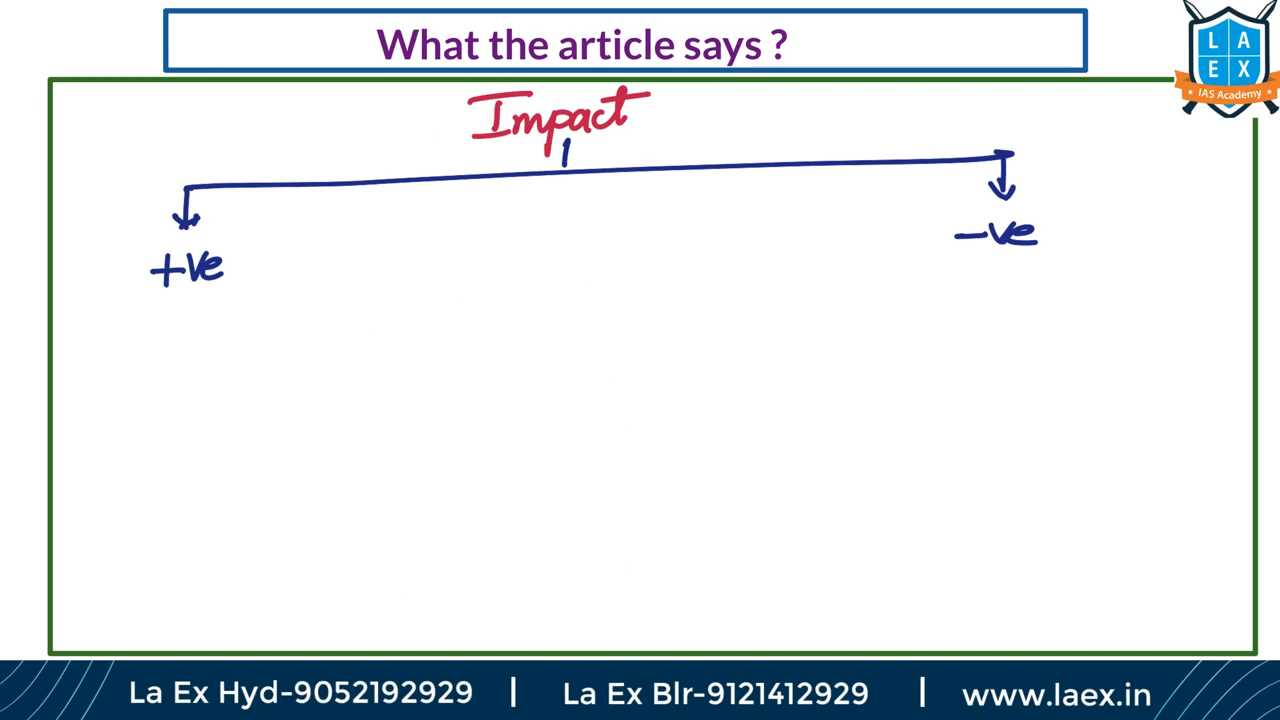 What the article says ?
L A
E X
IAS Academy
Impact
+ve
-ve
La Ex Hyd-9052192929 | La Ex Blr-9121412929 | www.laex.in